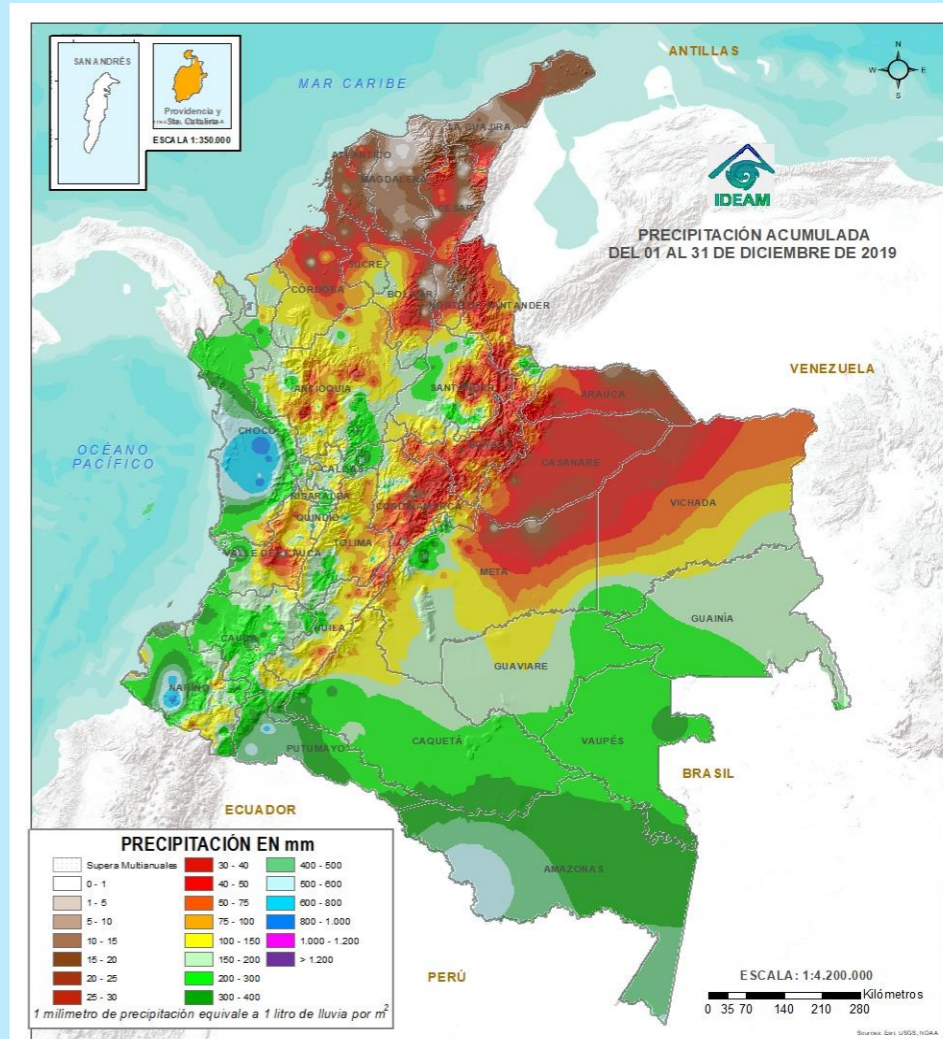 SAN ANDRÉS
Providencia y
Sta. Catalina
ESCALA 1:350.000
ANTILLAS
N
W E
S
MAR CARIBE
LA GUAJIRA
ATLÁNTICO
MAGDALENA
CESAR
IDEAM
PRECIPITACIÓN ACUMULADA
DEL 01 AL 31 DE DICIEMBRE DE 2019
SUCRE
CÓRDOBA
BOLÍVAR
NORTE DE SANTANDER
VENEZUELA
ANTIOQUIA
SANTANDER
ARAUCA
OCÉANO
PACÍFICO
CHOCÓ
CASANARE
CALDAS
RISARALDA
CUNDINAMARCA
VICHADA
QUINDÍO
VALLE DEL CAUCA
TOLIMA
META
GUAINÍA
CAUCA
HUILA
GUAVIARE
NARIÑO
PUTUMAYO
CAQUETÁ
VAUPÉS
BRASIL
ECUADOR
AMAZONAS
PERÚ
PRECIPITACIÓN EN mm
Supera Multianuales
0 - 1
1 - 5
5 - 10
10 - 15
15 - 20
20 - 25
25 - 30
30 - 40
40 - 50
50 - 75
75 - 100
100 - 150
150 - 200
200 - 300
300 - 400
400 - 500
500 - 600
600 - 800
800 - 1.000
1.000 - 1.200
> 1.200
1 milímetro de precipitación equivale a 1 litro de lluvia por m²
ESCALA: 1:4.200.000
Kilómetros
0 35 70 140 210 280
Sources: Esri, USGS, NOAA